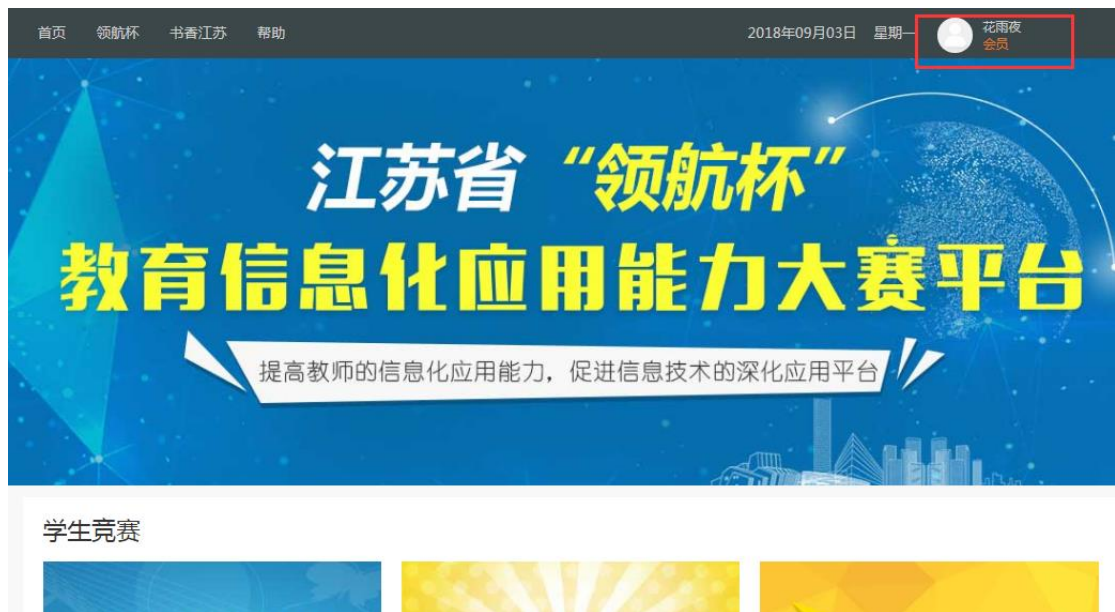 首页 领航杯 书香江苏 帮助 2018年09月03日 星期一 花雨夜
会员
江苏省“领航杯”
教育信息化应用能力大赛平台
提高教师的信息化应用能力，促进信息技术的深化应用平台
学生竞赛